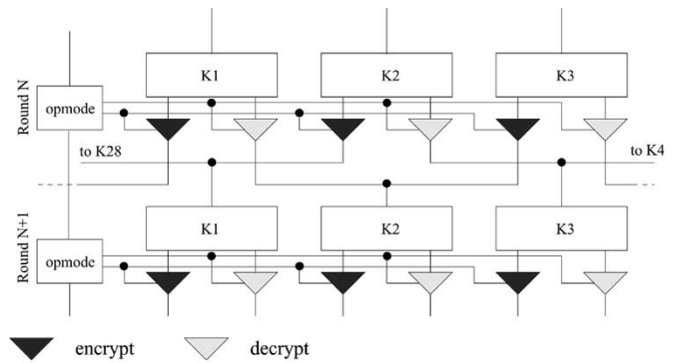 Round N
opmode
K1
K2
K3
to K28
to K4
Round N+1
opmode
K1
K2
K3
encrypt
decrypt